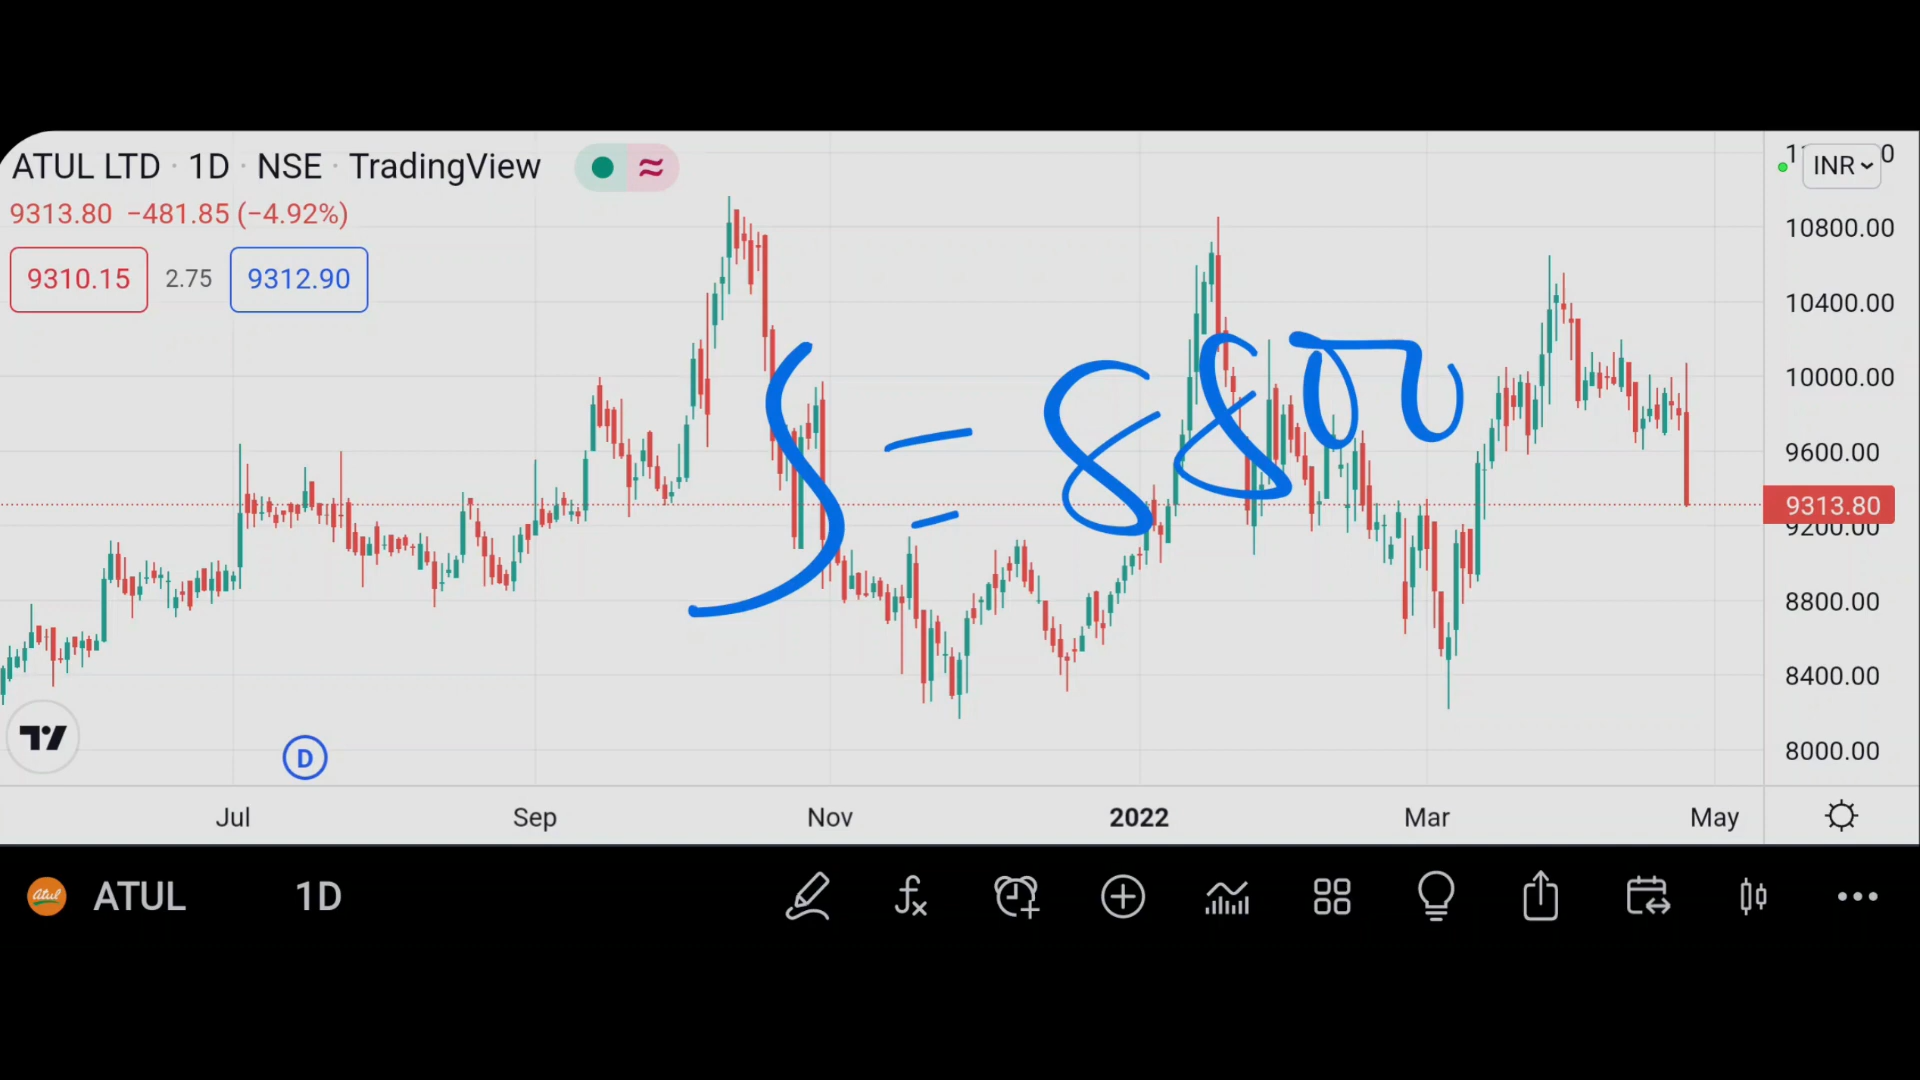 ATUL LTD · 1D · NSE · TradingView
9313.80 −481.85 (−4.92%)
9310.15 2.75 9312.90
INR
10800.00
10400.00
10000.00
9600.00
9313.80
9200.00
8800.00
8400.00
8000.00
S = 8800
D
Jul Sep Nov 2022 Mar May
Atul ATUL 1D